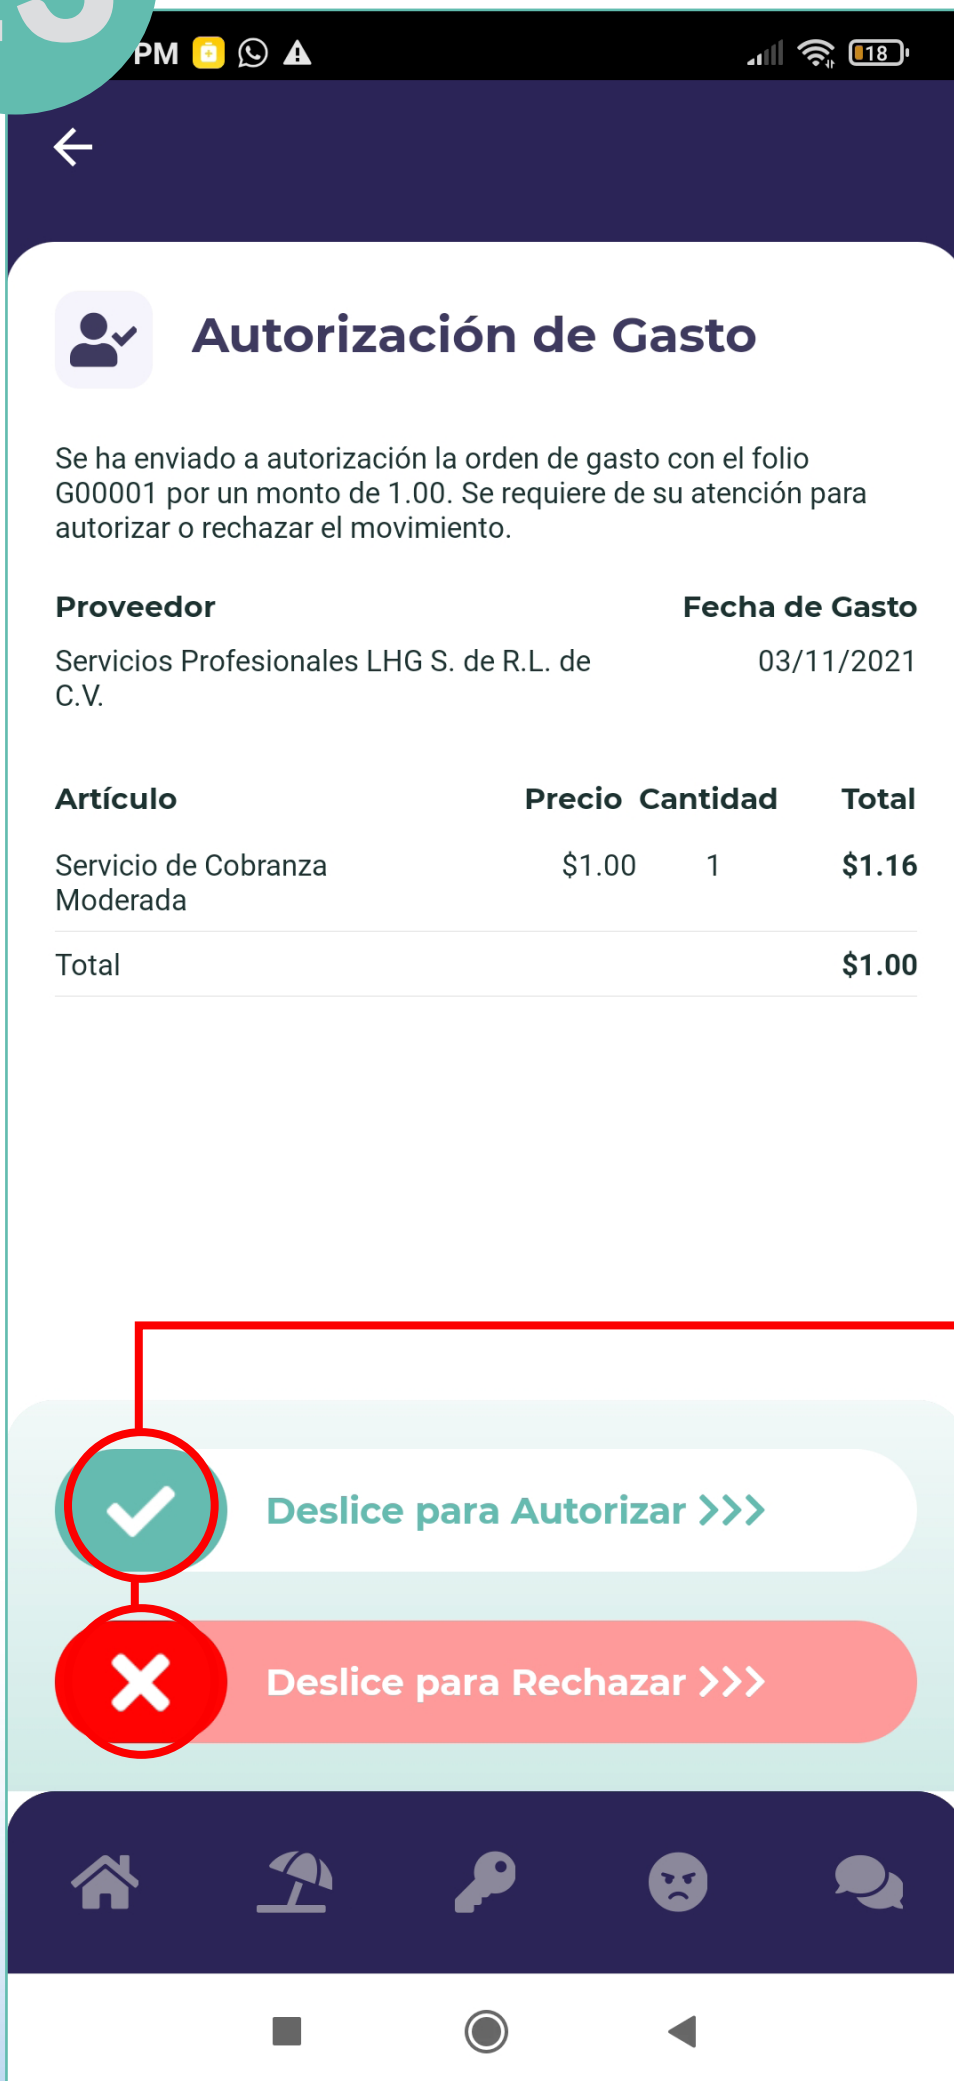 PM
18
Autorización de Gasto
Se ha enviado a autorización la orden de gasto con el folio
G00001 por un monto de 1.00. Se requiere de su atención para
autorizar o rechazar el movimiento.
Proveedor Fecha de Gasto
Servicios Profesionales LHG S. de R.L. de 03/11/2021
C.V.
Artículo Precio Cantidad Total
Servicio de Cobranza $1.00 1 $1.16
Moderada
Total $1.00
Deslice para Autorizar >>>
Deslice para Rechazar >>>